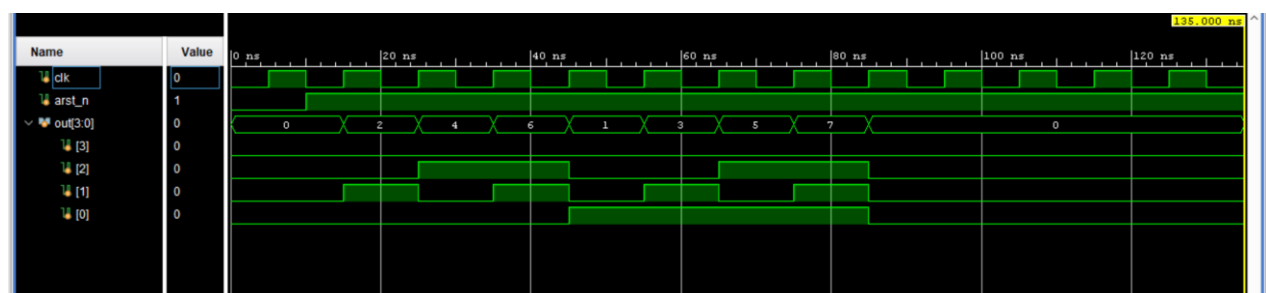 135.000 ns
Name Value
0 ns 20 ns 40 ns 60 ns 80 ns 100 ns 120 ns
clk 0
arst_n 1
out[3:0] 0 0 2 4 6 1 3 5 7 0
[3] 0
[2] 0
[1] 0
[0] 0